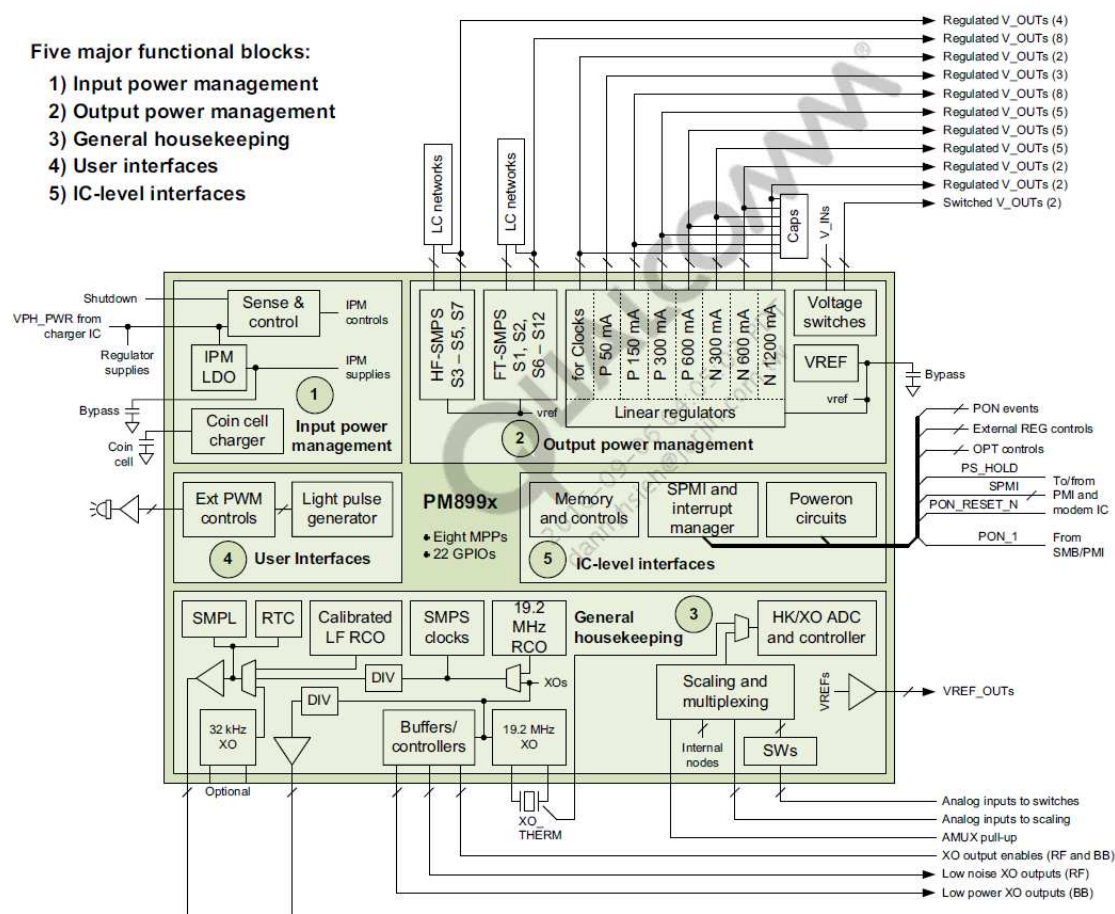 Five major functional blocks:
1) Input power management
2) Output power management
3) General housekeeping
4) User interfaces
5) IC-level interfaces
Regulated V_OUTs (4)
Regulated V_OUTs (8)
Regulated V_OUTs (2)
Regulated V_OUTs (3)
Regulated V_OUTs (8)
Regulated V_OUTs (5)
Regulated V_OUTs (5)
Regulated V_OUTs (5)
Regulated V_OUTs (2)
Regulated V_OUTs (2)
Switched V_OUTs (2)
LC networks
LC networks
Caps
V_INs
QUALCOMM®
Shutdown
VPH_PWR from
charger IC
Regulator
supplies
Sense &
control
IPM
controls
IPM
LDO
IPM
supplies
Bypass
Coin cell
charger
Coin
cell
1
Input power
management
HF-SMPS
S3 – S5, S7
FT-SMPS
S1, S2,
S6 – S12
for Clocks
P 50 mA
P 150 mA
P 300 mA
P 600 mA
N 300 mA
N 600 mA
N 1200 mA
Linear regulators
vref
Voltage
switches
VREF
vref
Bypass
2
Output power management
PON events
External REG controls
OPT controls
PS_HOLD
SPMI
PON_RESET_N
To/from
PMI and
modem IC
PON_1
From
SMB/PMI
Ext PWM
controls
Light pulse
generator
4
User Interfaces
PM899x
Eight MPPs
22 GPIOs
Memory
and controls
SPMI and
interrupt
manager
Poweron
circuits
5
IC-level interfaces
SMPL
RTC
Calibrated
LF RCO
SMPS
clocks
19.2
MHz
RCO
General
housekeeping
3
HK/XO ADC
and controller
DIV
DIV
XOs
Scaling and
multiplexing
VREFs
VREF_OUTs
32 kHz
XO
Buffers/
controllers
19.2 MHz
XO
Internal
nodes
SWs
Optional
XO_
THERM
Analog inputs to switches
Analog inputs to scaling
AMUX pull-up
XO output enables (RF and BB)
Low noise XO outputs (RF)
Low power XO outputs (BB)